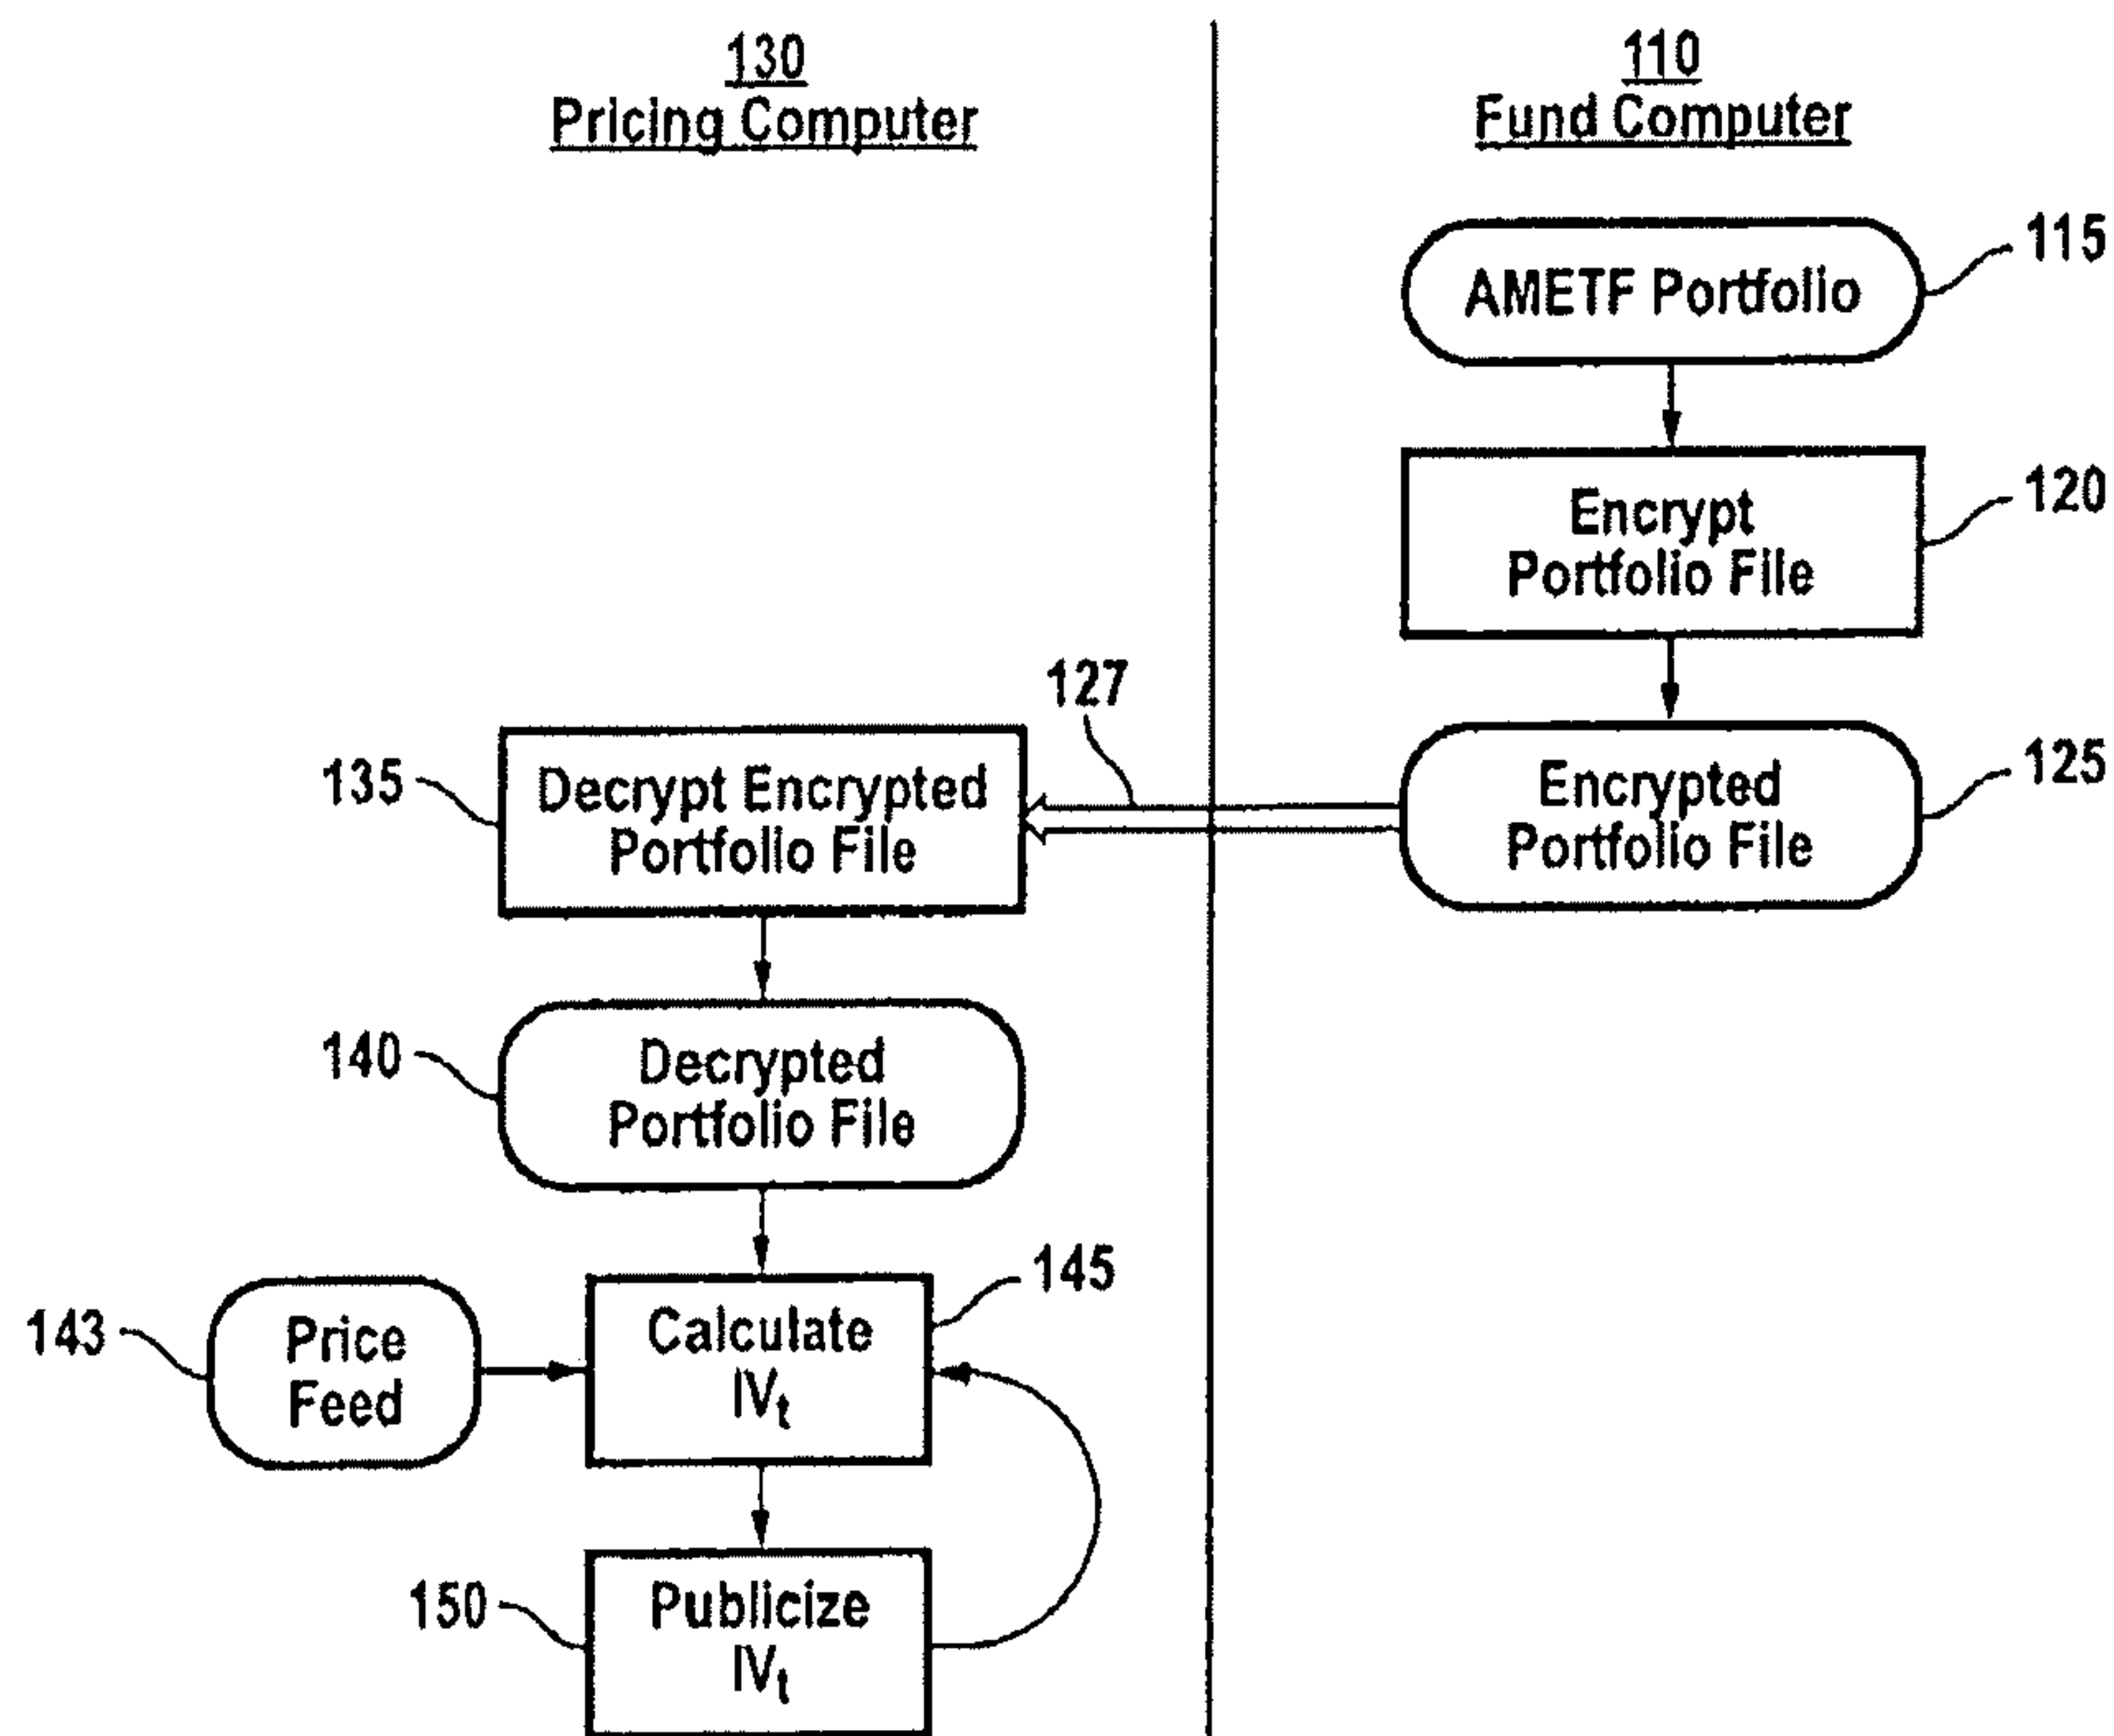 130
Pricing Computer
110
Fund Computer
AMETF Portfolio
115
Encrypt
Portfolio File
120
127
135
Decrypt Encrypted
Portfolio File
Encrypted
Portfolio File
125
140
Decrypted
Portfolio File
143
Price
Feed
Calculate
IVt
145
150
Publicize
IVt